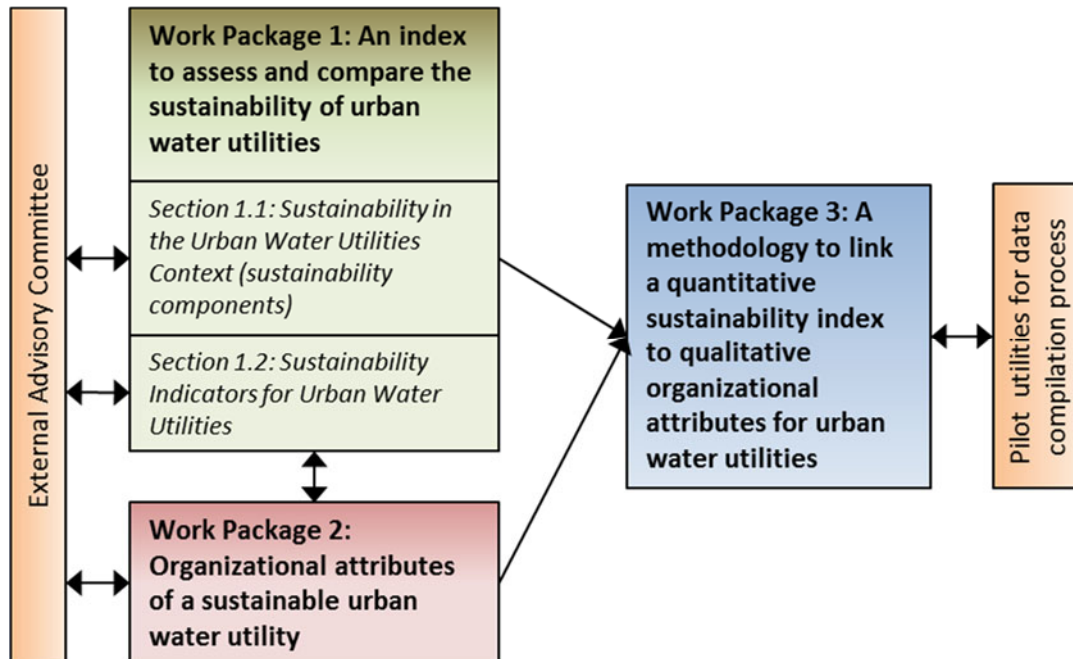 External Advisory Committee
Work Package 1: An index
to assess and compare the
sustainability of urban
water utilities
Section 1.1: Sustainability in
the Urban Water Utilities
Context (sustainability
components)
Section 1.2: Sustainability
Indicators for Urban Water
Utilities
Work Package 2:
Organizational attributes
of a sustainable urban
water utility
Work Package 3: A
methodology to link
a quantitative
sustainability index
to qualitative
organizational
attributes for urban
water utilities
Pilot utilities for data
compilation process